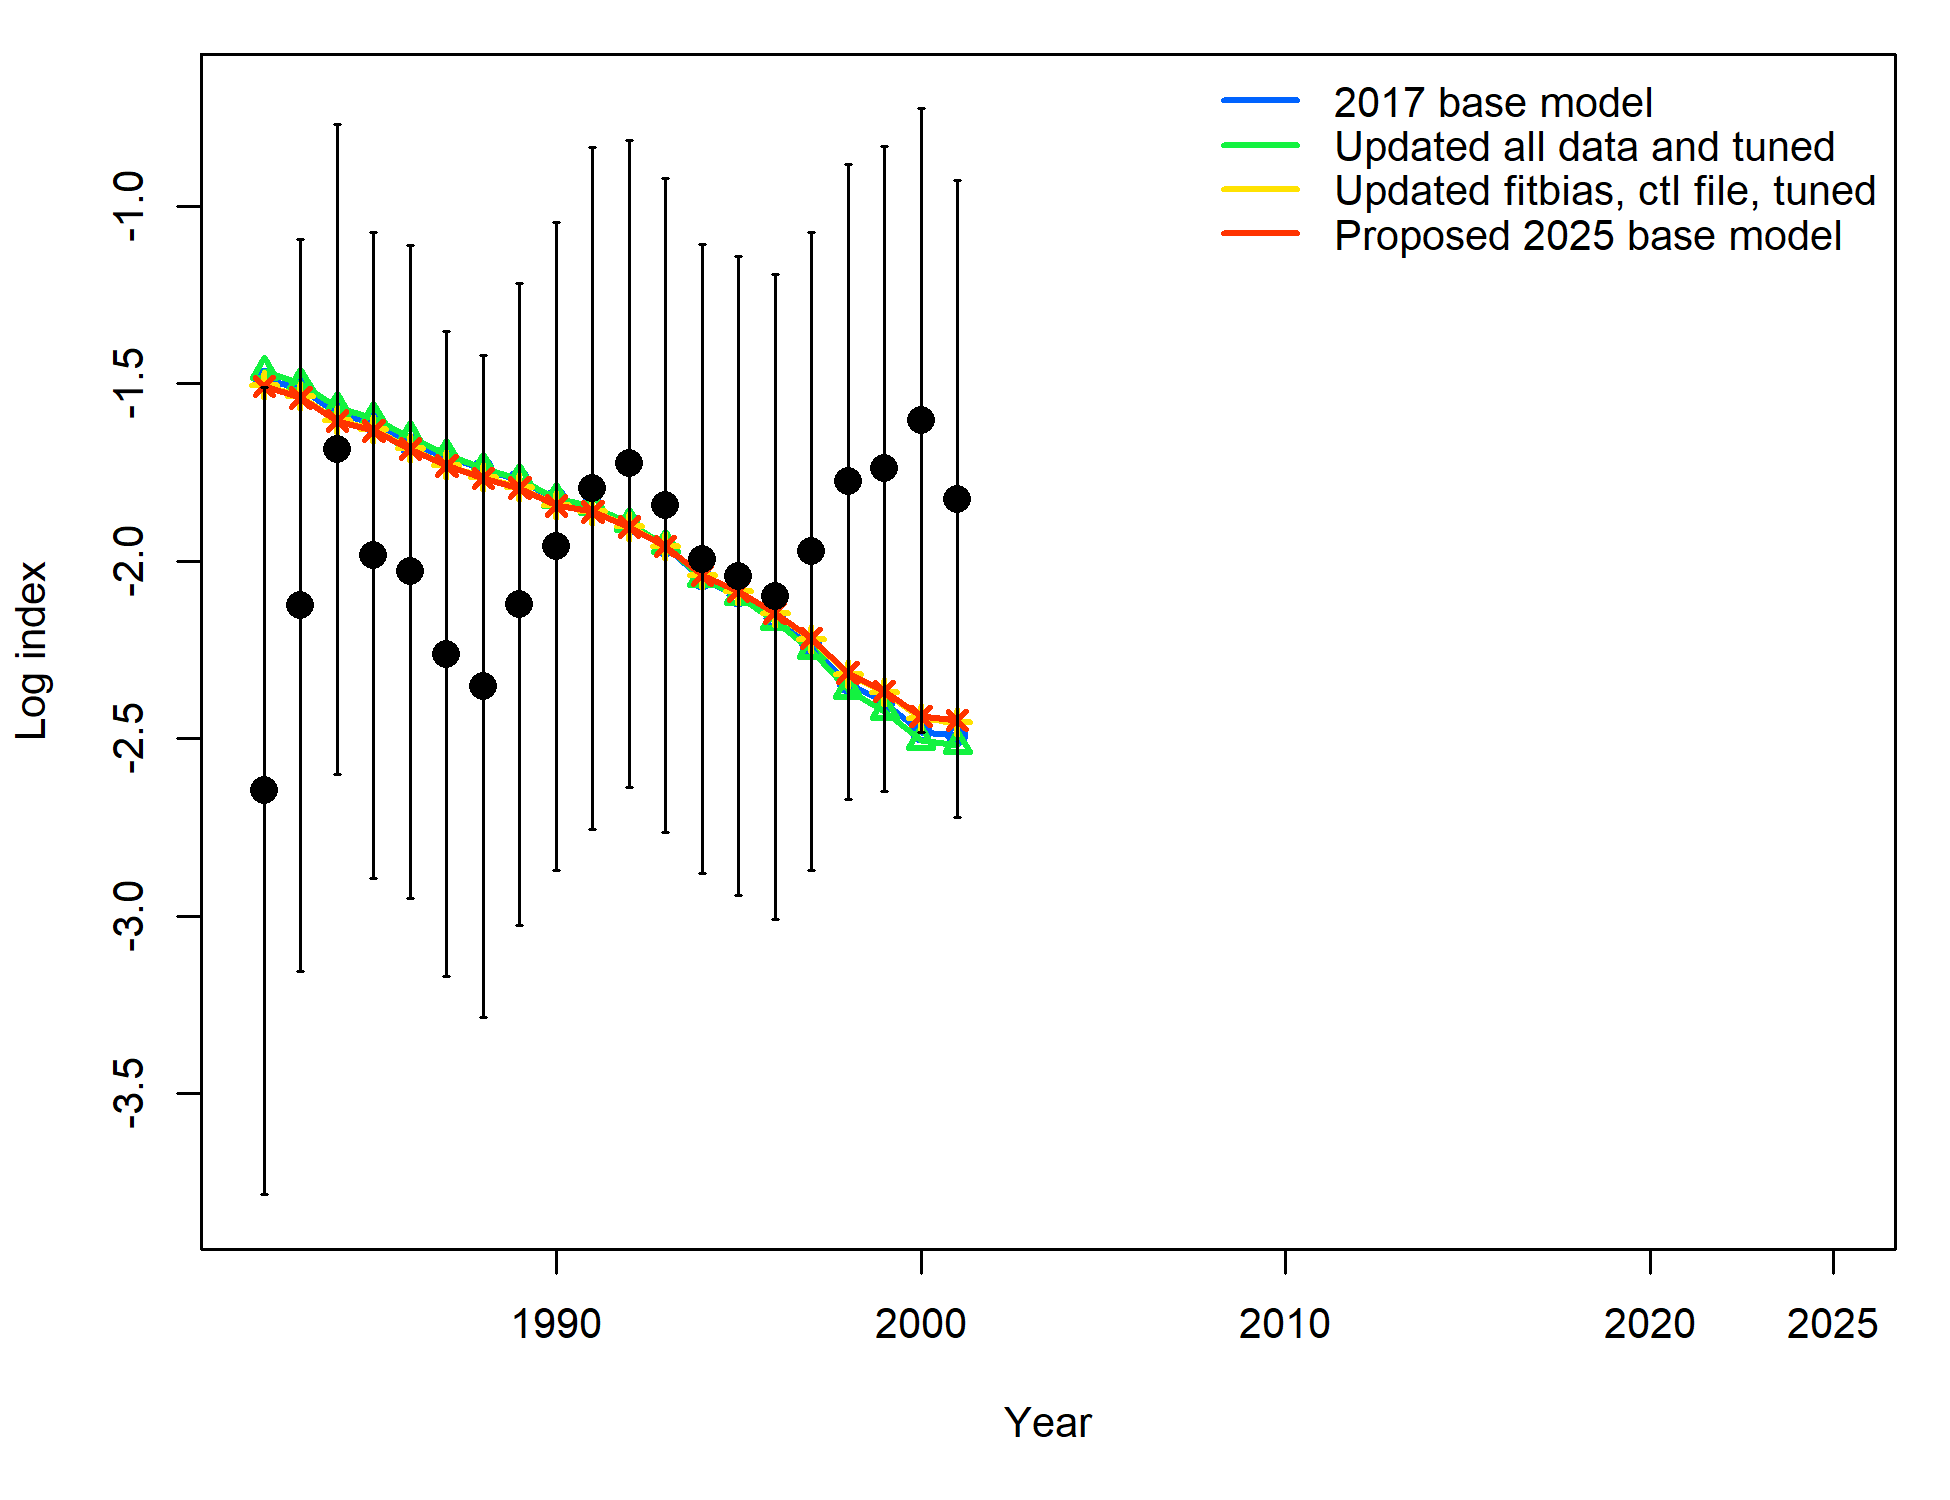 2017 base model
Updated all data and tuned
Updated fitbias, ctl file, tuned
Proposed 2025 base model
Log index
-1.0
-1.5
-2.0
-2.5
-3.0
-3.5
1990 2000 2010 2020 2025
Year